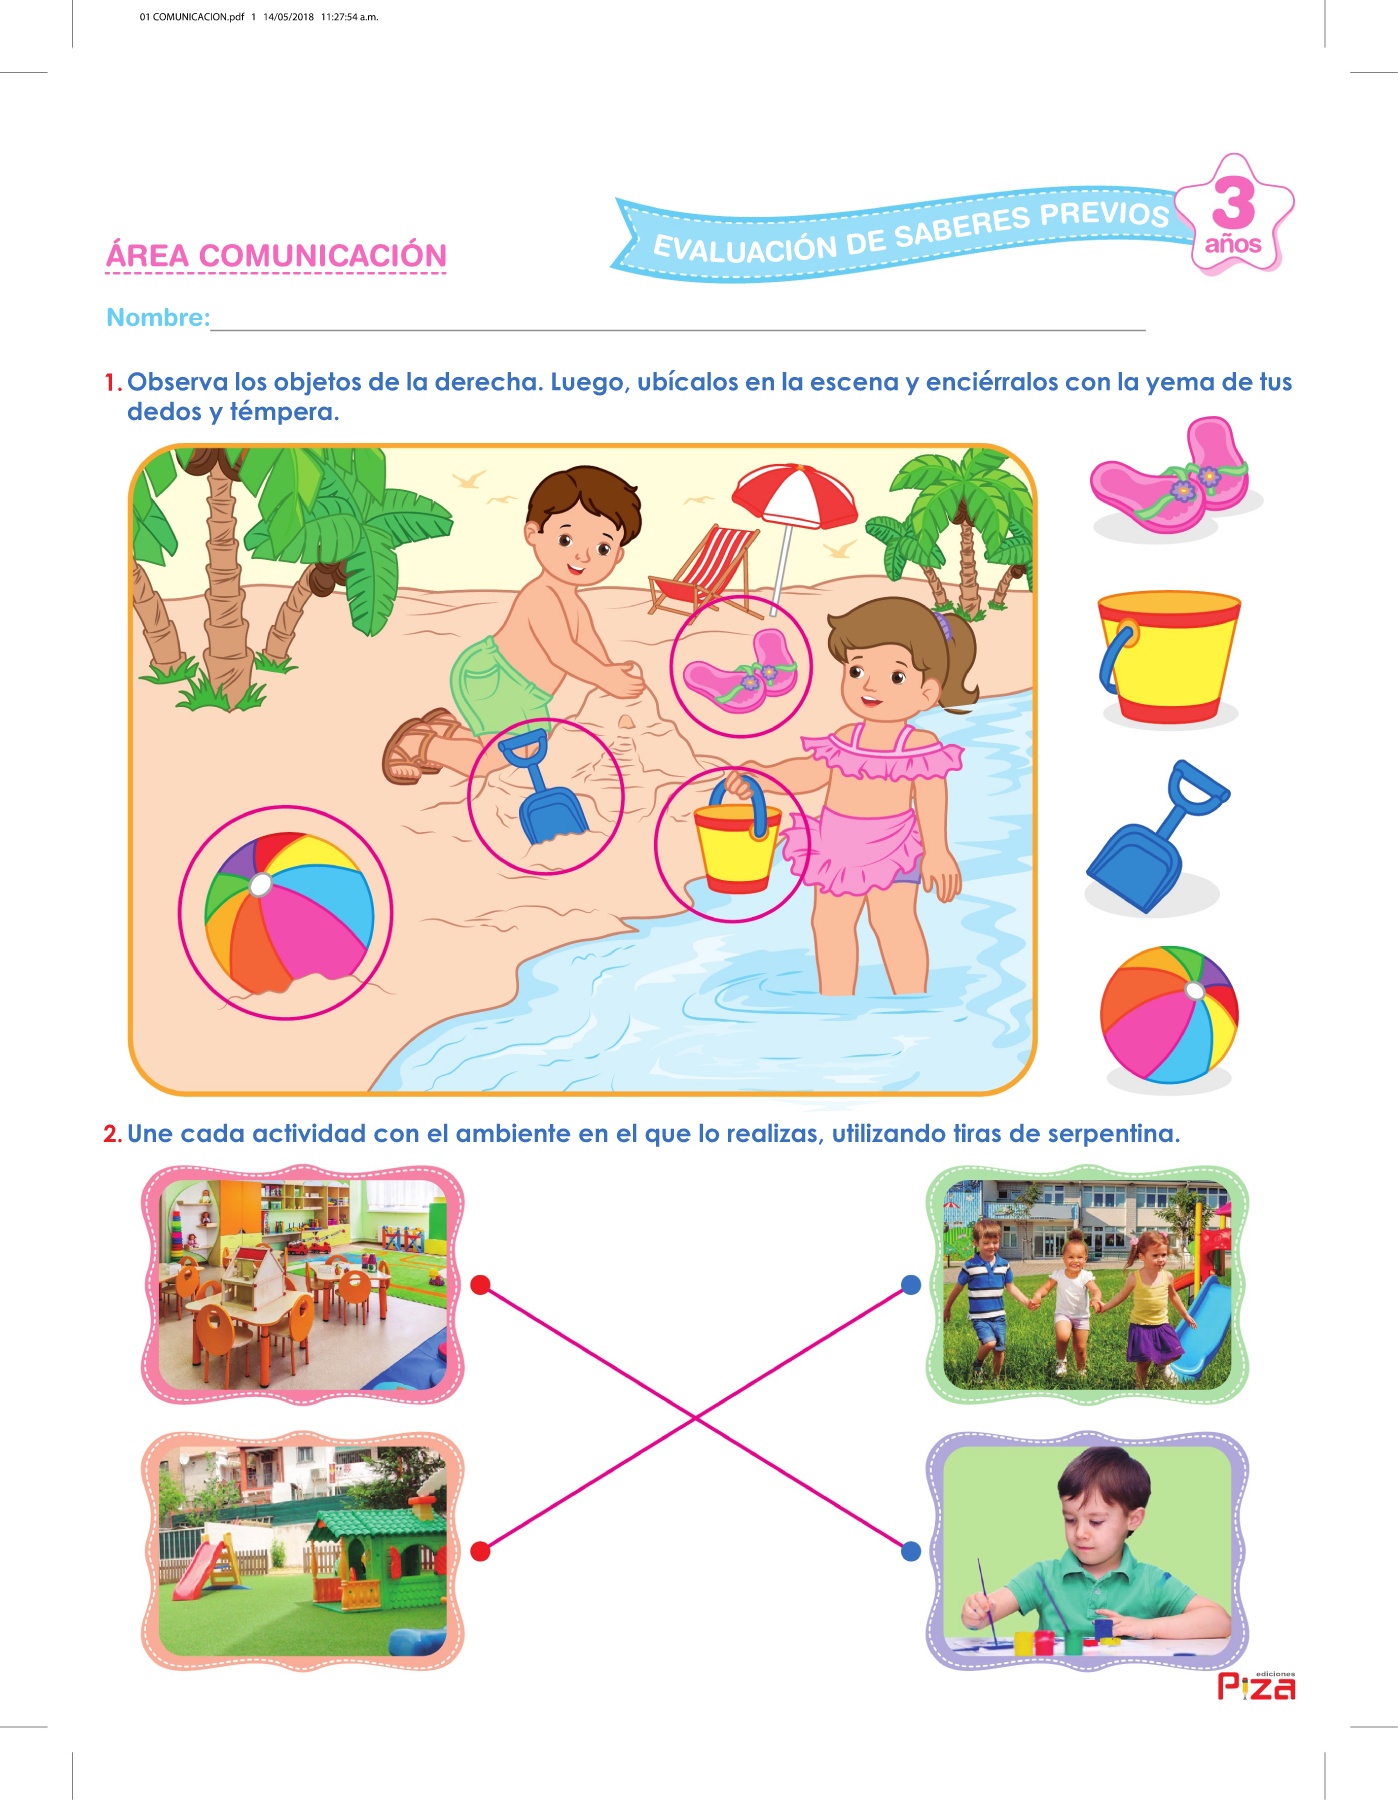 01 COMUNICACION.pdf 1 14/05/2018 11:27:54 a.m.
EVALUACIÓN DE SABERES PREVIOS
3
años
ÁREA COMUNICACIÓN
Nombre:
1. Observa los objetos de la derecha. Luego, ubícalos en la escena y enciérralos con la yema de tus
dedos y témpera.
2. Une cada actividad con el ambiente en el que lo realizas, utilizando tiras de serpentina.
ediciones
Piza